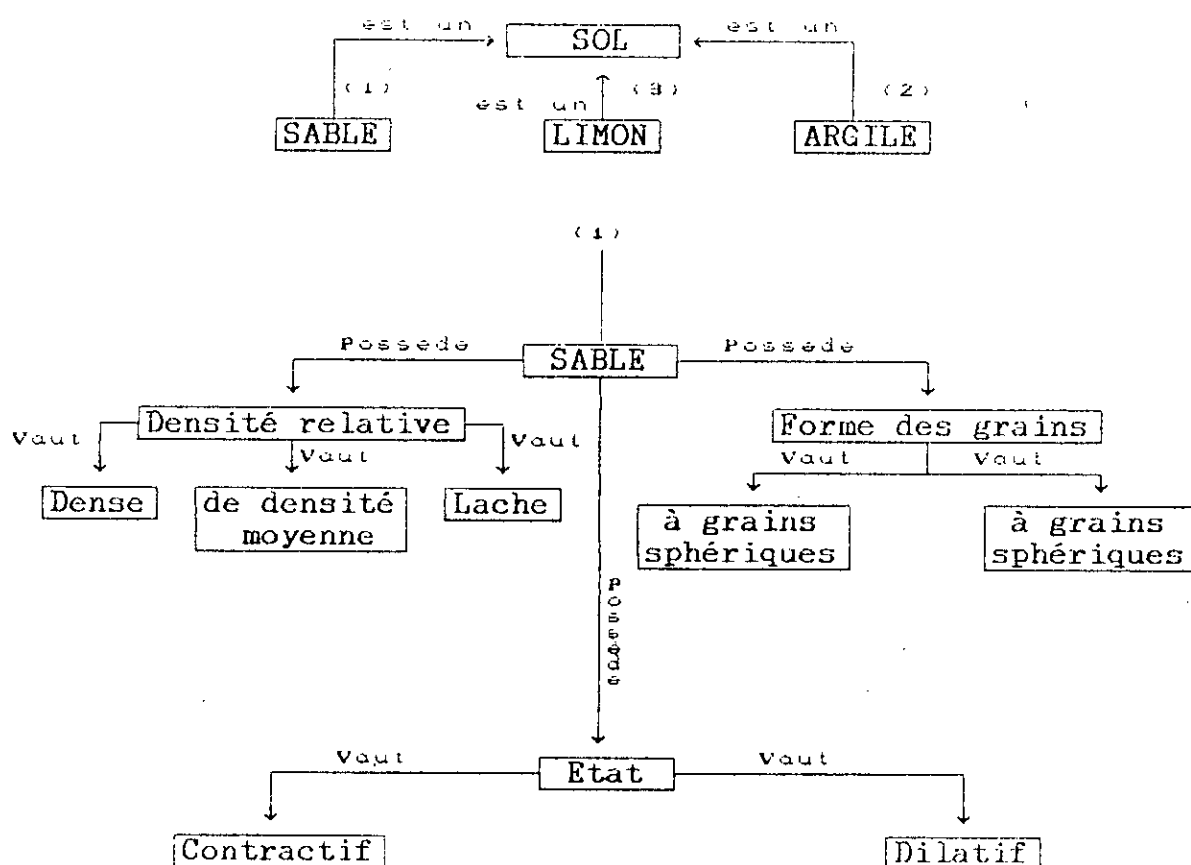 est un SOL est un
(1) est un (3) (2)
SABLE LIMON ARGILE
(1)
Possede SABLE Possede
Densité relative Forme des grains
Vaut Vaut Vaut Vaut Vaut
Dense de densité Lache à grains à grains
moyenne sphériques sphériques
Possède
Vaut Etat Vaut
Contractif Dilatif